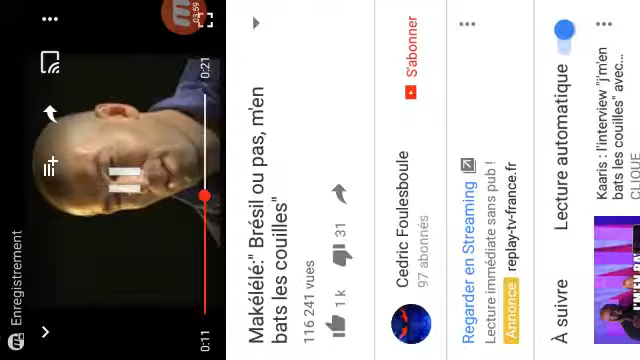 Enregistrement
03:59
0:11
0:21
Makélélé:" Brésil ou pas, m'en
bats les couilles"
116 241 vues
1 k
31
Cedric Foulesboule
97 abonnés
S'abonner
Regarder en Streaming
Lecture immédiate sans pub !
Annonce replay-tv-france.fr
À suivre
Lecture automatique
Kaaris : l'interview "j'm'en
bats les couilles" avec...
CLIQUE